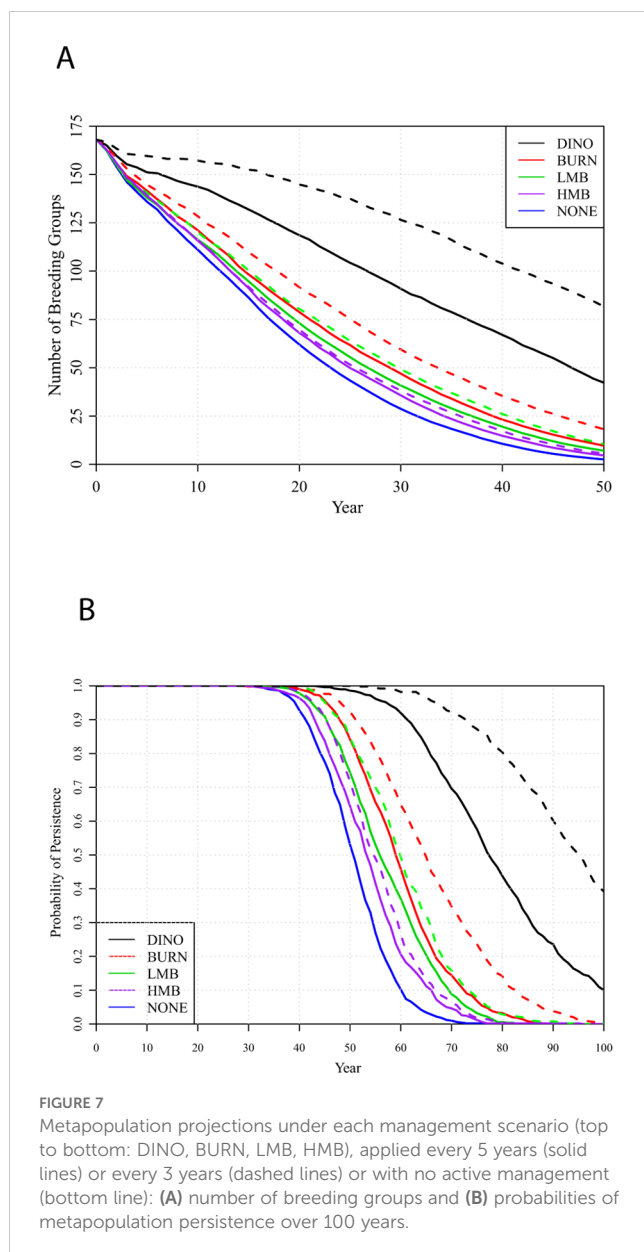 A
Number of Breeding Groups
175
150
125
100
75
50
25
0
DINO
BURN
LMB
HMB
NONE
0 10 20 30 40 50
Year
B
Probability of Persistence
1.0
0.9
0.8
0.7
0.6
0.5
0.4
0.3
0.2
0.1
0.0
DINO
BURN
LMB
HMB
NONE
0 10 20 30 40 50 60 70 80 90 100
Year
FIGURE 7
Metapopulation projections under each management scenario (top
to bottom: DINO, BURN, LMB, HMB), applied every 5 years (solid
lines) or every 3 years (dashed lines) or with no active management
(bottom line): (A) number of breeding groups and (B) probabilities of
metapopulation persistence over 100 years.